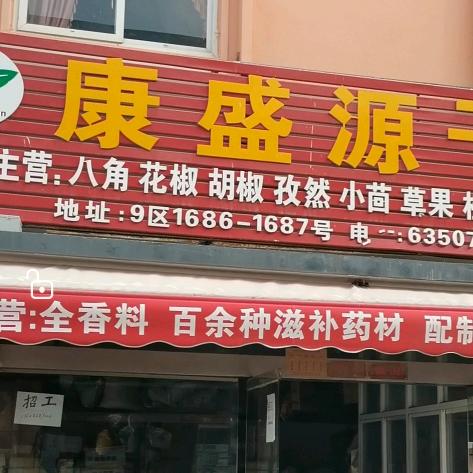 康盛源
主营:八角 花椒 胡椒 孜然 小茴 草果
地址:9区1686-1687号 电 :63507
营:全香料 百余种滋补药材 配制
招工